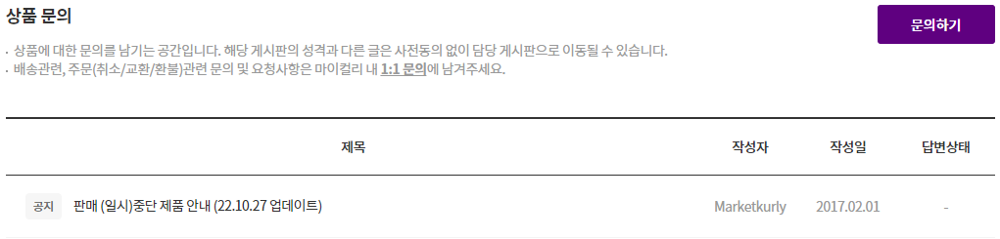 상품 문의
문의하기
· 상품에 대한 문의를 남기는 공간입니다. 해당 게시판의 성격과 다른 글은 사전동의 없이 담당 게시판으로 이동될 수 있습니다.
· 배송관련, 주문(취소/교환/환불)관련 문의 및 요청사항은 마이컬리 내 1:1 문의에 남겨주세요.
제목 작성자 작성일 답변상태
공지 판매 (일시)중단 제품 안내 (22.10.27 업데이트) Marketkurly 2017.02.01 -